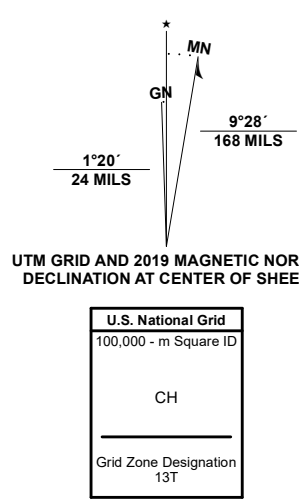 ★
MN
GN
9°28´
168 MILS
1°20´
24 MILS
UTM GRID AND 2019 MAGNETIC NOR
DECLINATION AT CENTER OF SHEE
U.S. National Grid
100,000 - m Square ID
CH
Grid Zone Designation
13T